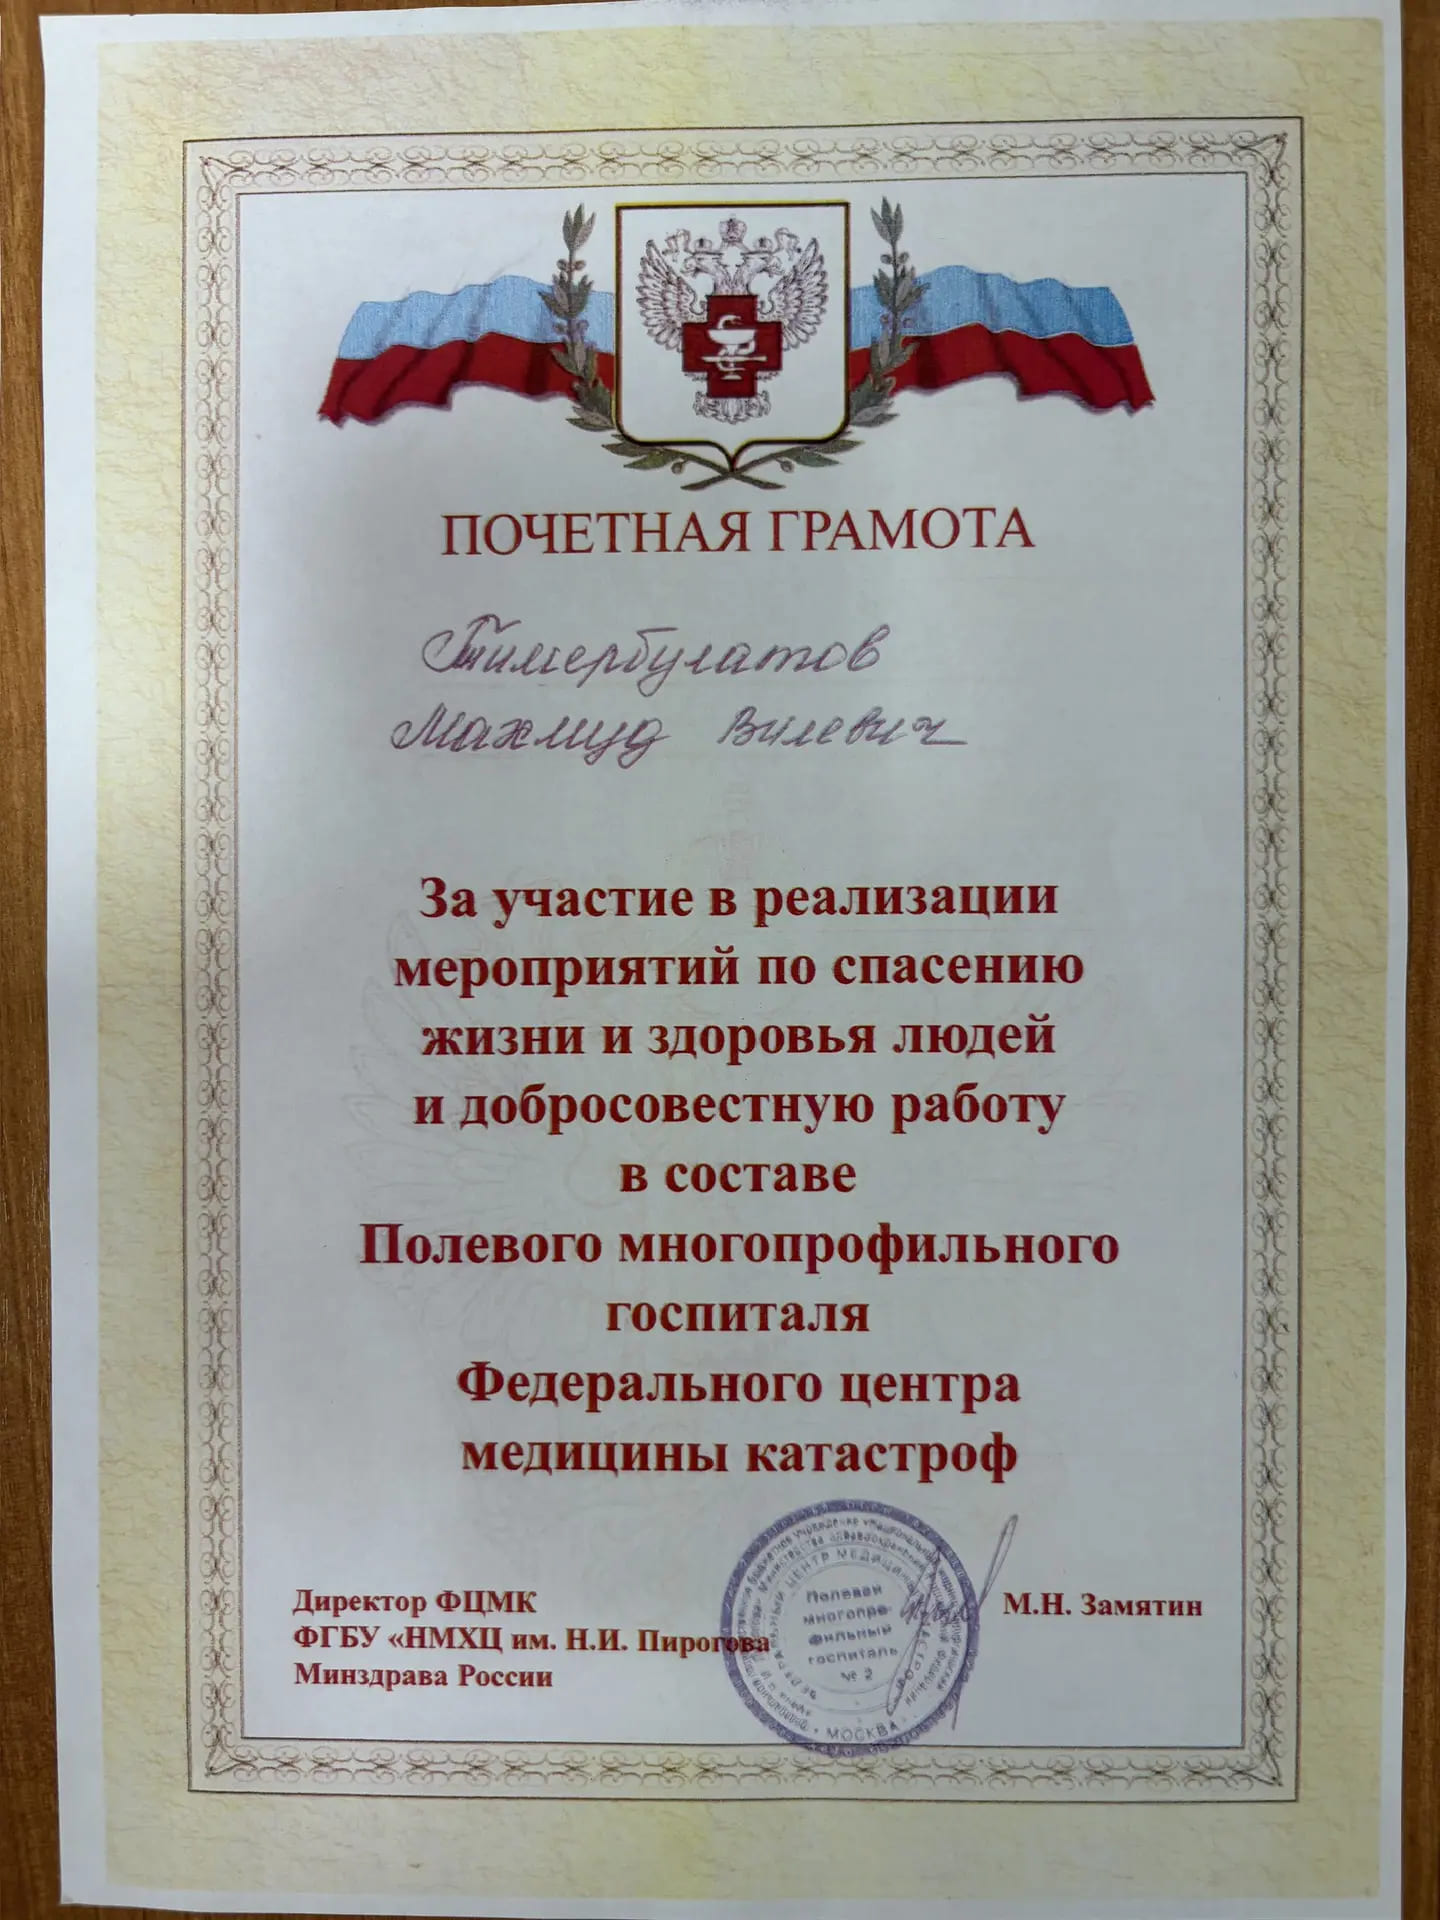 ПОЧЕТНАЯ ГРАМОТА
Тимербулатов
Махмуд Вилевич
За участие в реализации
мероприятий по спасению
жизни и здоровья людей
и добросовестную работу
в составе
Полевого многопрофильного
госпиталя
Федерального центра
медицины катастроф
Директор ФЦМК
ФГБУ «НМХЦ им. Н.И. Пирогова
Минздрава России
М.Н. Замятин
Полевой
многопро-
фильный
госпиталь
№ 2
МОСКВА